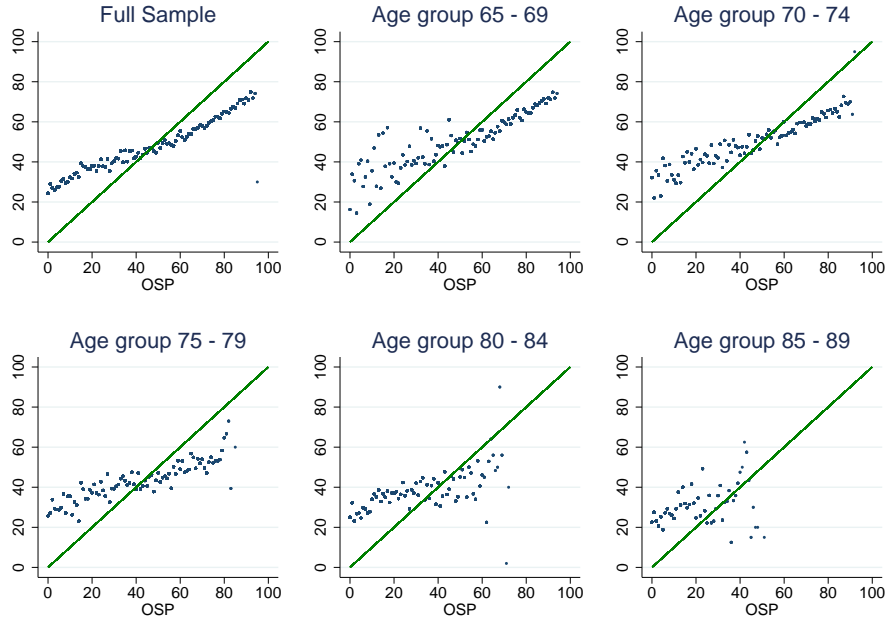 Full Sample
0 20 40 60 80 100
0 20 40 60 80 100
OSP
Age group 65 - 69
0 20 40 60 80 100
0 20 40 60 80 100
OSP
Age group 70 - 74
0 20 40 60 80 100
0 20 40 60 80 100
OSP
Age group 75 - 79
0 20 40 60 80 100
0 20 40 60 80 100
OSP
Age group 80 - 84
0 20 40 60 80 100
0 20 40 60 80 100
OSP
Age group 85 - 89
0 20 40 60 80 100
0 20 40 60 80 100
OSP